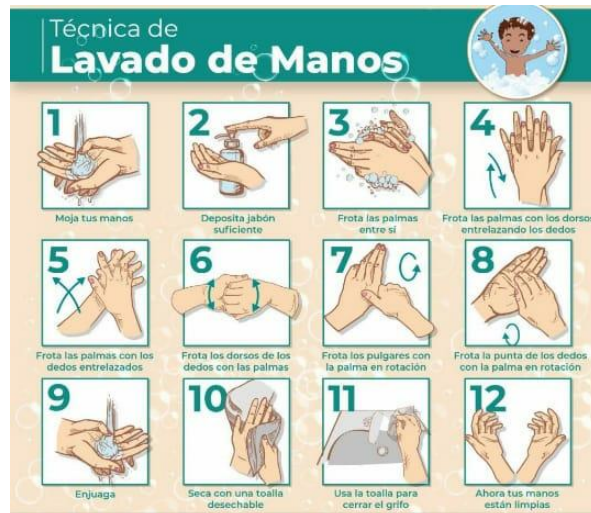 Técnica de
Lavado de Manos
1
Moja tus manos
2
Deposita jabón
suficiente
3
Frota las palmas
entre si
4
Frota las palmas con los dorsos
entrelazando los dedos
5
Frota las palmas con los
dedos entrelazados
6
Frota los dorsos de los
dedos con las palmas
7
Frota los pulgares con
la palma en rotación
8
Frota la punta de los dedos
con la palma en rotación
9
Enjuaga
10
Seca con una toalla
desechable
11
Usa la toalla para
cerrar el grifo
12
Ahora tus manos
están limpias